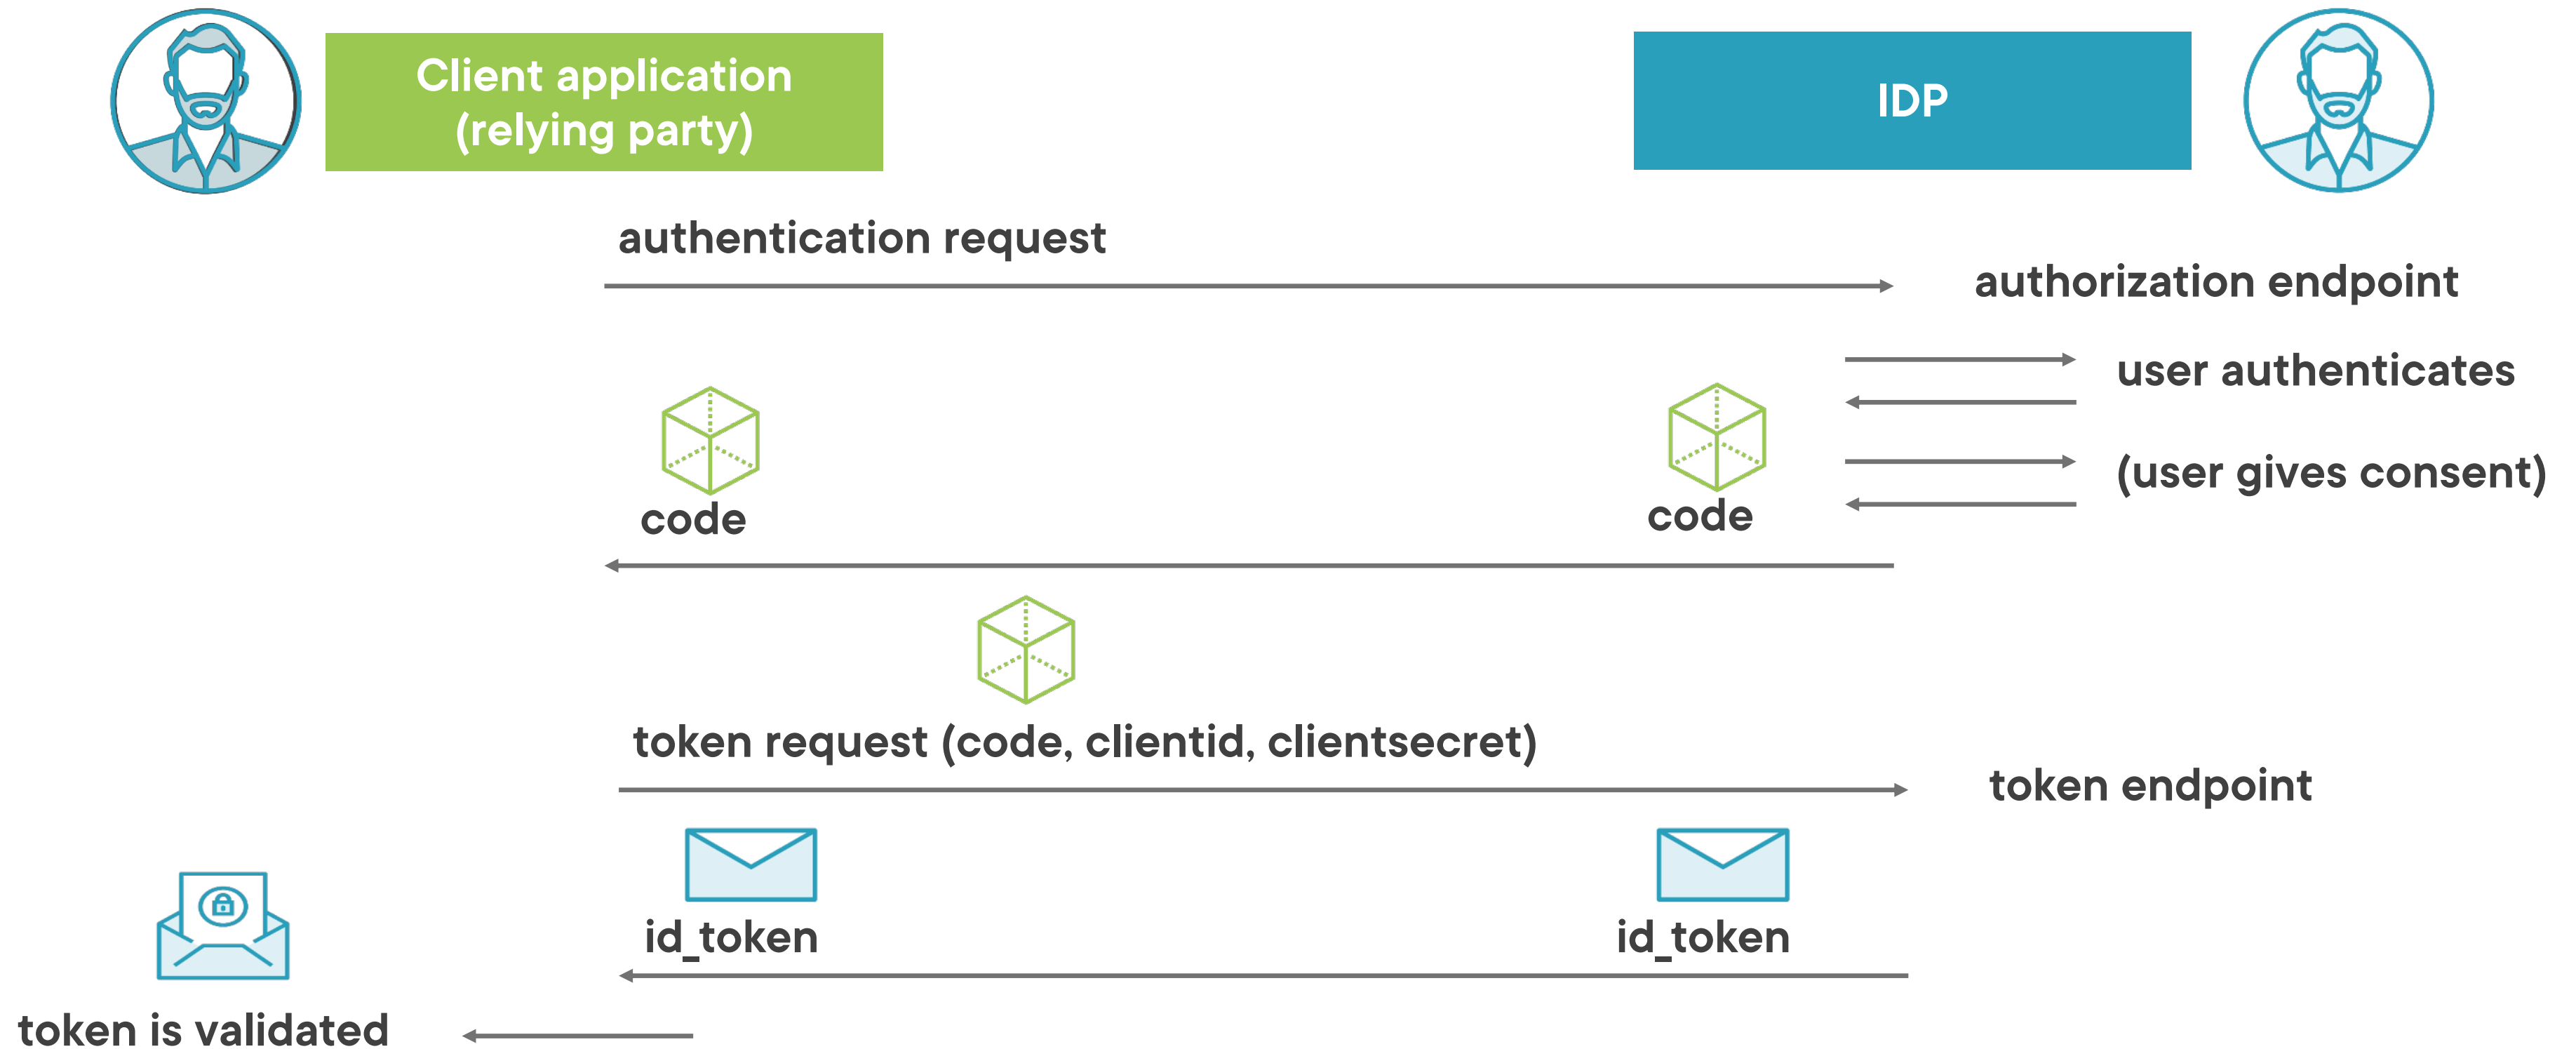 Client application
(relying party)
IDP
authentication request
authorization endpoint
user authenticates
(user gives consent)
code
code
token request (code, clientid, clientsecret)
token endpoint
id_token
id_token
token is validated